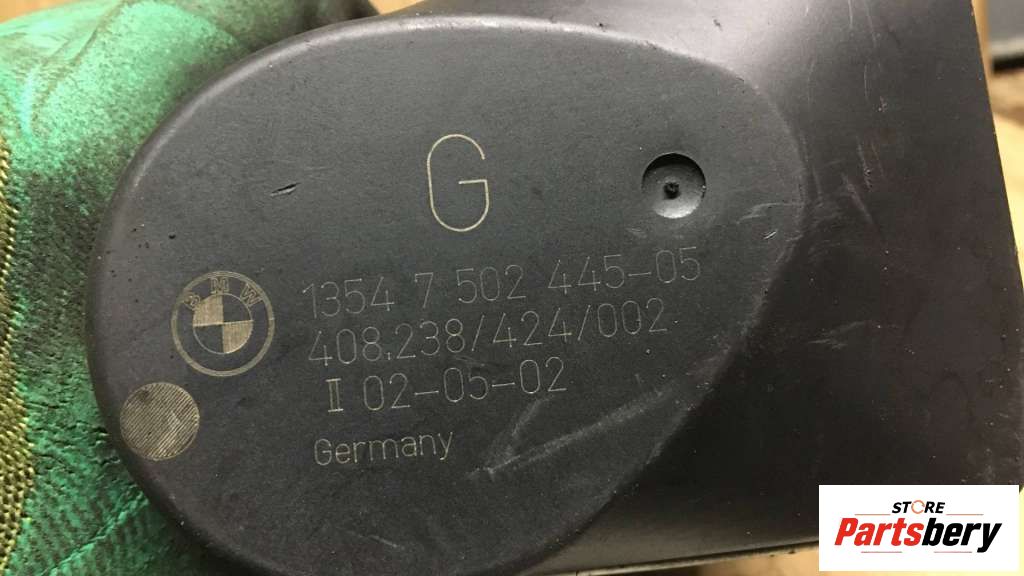 G
BMW
1354 7 502 445-05
408.238/424/002
II 02-05-02
Germany
STORE
Partsbery